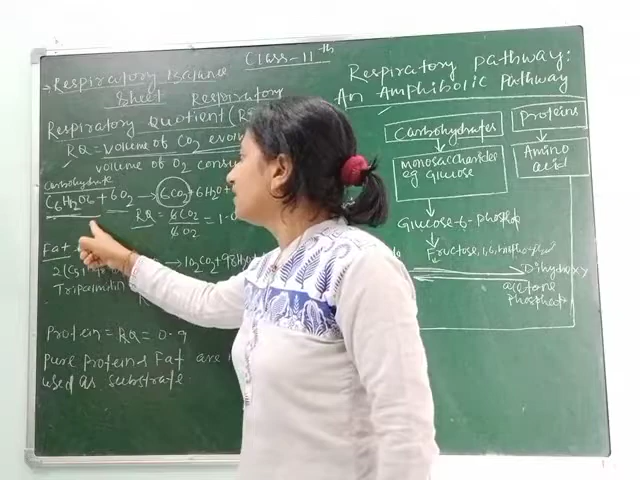 Class-11th
→ Respiratory Balance
Sheet Respiratory
Respiratory Quotient (R
RQ = volume of CO2 evol
volume of O2 cons
Carbohydrate
C6H12O6 + 6O2 → 6CO2 + 6H2O +
RQ = 6CO2 = 1.0
6O2
Fat
→ 102CO2 + 98H2O
Tripalmitin
Protein = RQ = 0.9
Pure proteins Fat are
used as substrate
Respiratory pathway:
An Amphibolic pathway
Carbohydrates
Proteins
Monosaccharides
eg Glucose
Amino
acid
Glucose-6-phosph
Fructose,1,6,
Dihydroxy
acetone
phosphate